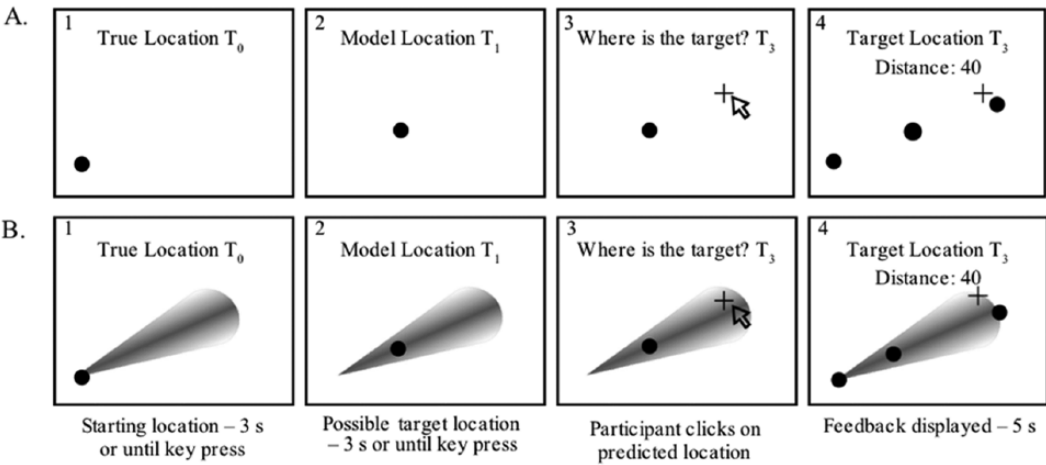 A.
1
True Location T0
2
Model Location T1
3
Where is the target? T3
4
Target Location T3
Distance: 40
B.
1
True Location T0
2
Model Location T1
3
Where is the target? T3
4
Target Location T3
Distance: 40
Starting location – 3 s
or until key press
Possible target location
– 3 s or until key press
Participant clicks on
predicted location
Feedback displayed – 5 s